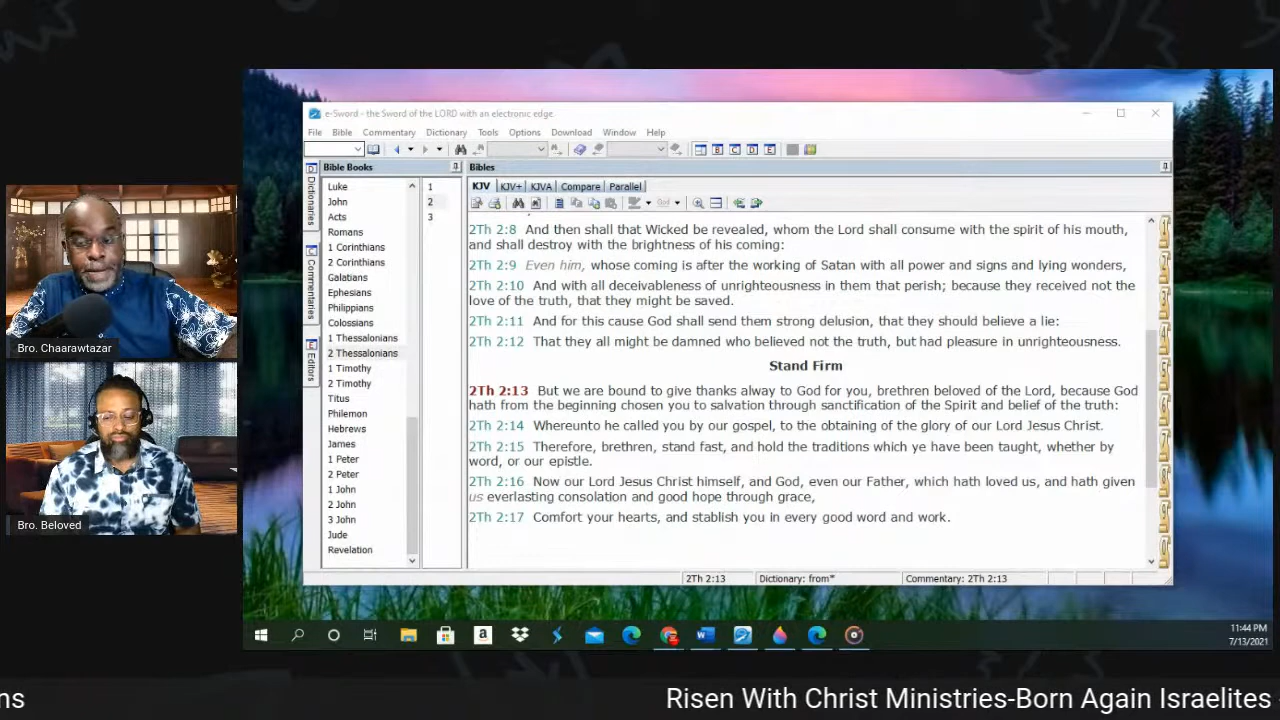 e-Sword - the Sword of the LORD with an electronic edge
File Bible Commentary Dictionary Tools Options Download Window Help
Bible Books
Bibles
Dictionaries
Commentaries
Editors
Luke
John
Acts
Romans
1 Corinthians
2 Corinthians
Galatians
Ephesians
Philippians
Colossians
1 Thessalonians
2 Thessalonians
1 Timothy
2 Timothy
Titus
Philemon
Hebrews
James
1 Peter
2 Peter
1 John
2 John
3 John
Jude
Revelation
1
2
3
KJV KJV+ KJVA Compare Parallel
2Th 2:8 And then shall that Wicked be revealed, whom the Lord shall consume with the spirit of his mouth,
and shall destroy with the brightness of his coming:
2Th 2:9 Even him, whose coming is after the working of Satan with all power and signs and lying wonders,
2Th 2:10 And with all deceivableness of unrighteousness in them that perish; because they received not the
love of the truth, that they might be saved.
2Th 2:11 And for this cause God shall send them strong delusion, that they should believe a lie:
2Th 2:12 That they all might be damned who believed not the truth, but had pleasure in unrighteousness.
Stand Firm
2Th 2:13 But we are bound to give thanks alway to God for you, brethren beloved of the Lord, because God
hath from the beginning chosen you to salvation through sanctification of the Spirit and belief of the truth:
2Th 2:14 Whereunto he called you by our gospel, to the obtaining of the glory of our Lord Jesus Christ.
2Th 2:15 Therefore, brethren, stand fast, and hold the traditions which ye have been taught, whether by
word, or our epistle.
2Th 2:16 Now our Lord Jesus Christ himself, and God, even our Father, which hath loved us, and hath given
us everlasting consolation and good hope through grace,
2Th 2:17 Comfort your hearts, and stablish you in every good word and work.
2Th 2:13 Dictionary: from* Commentary: 2Th 2:13
11:44 PM
7/13/2021
Bro. Chaarawtazar
Bro. Beloved
ns
Risen With Christ Ministries-Born Again Israelites